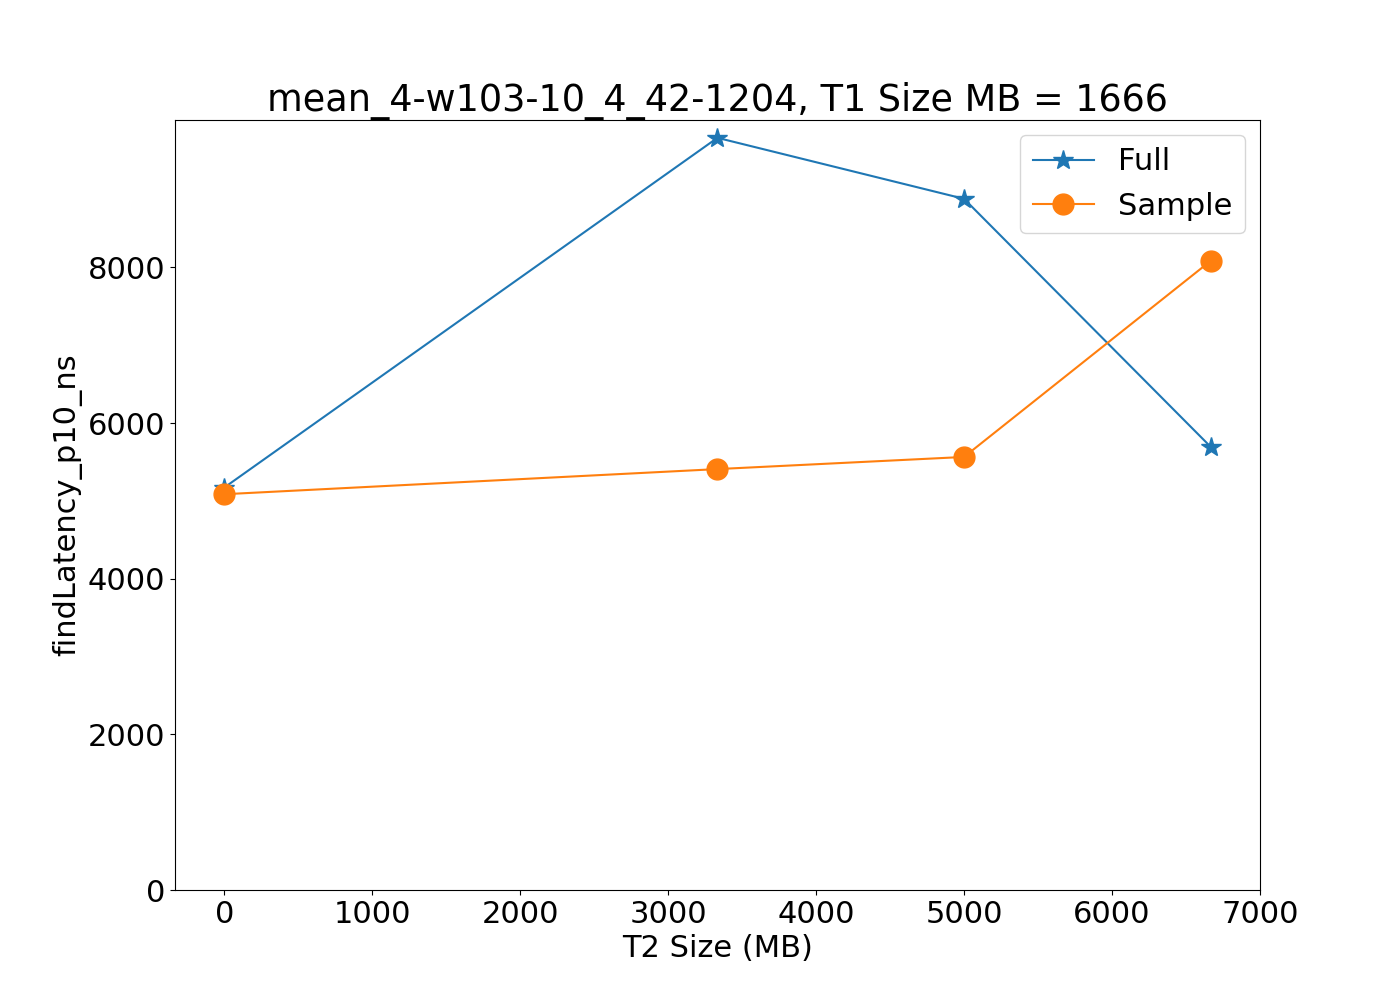 mean_4-w103-10_4_42-1204, T1 Size MB = 1666
Full
Sample
findLatency_p10_ns
8000
6000
4000
2000
0
0 1000 2000 3000 4000 5000 6000 7000
T2 Size (MB)